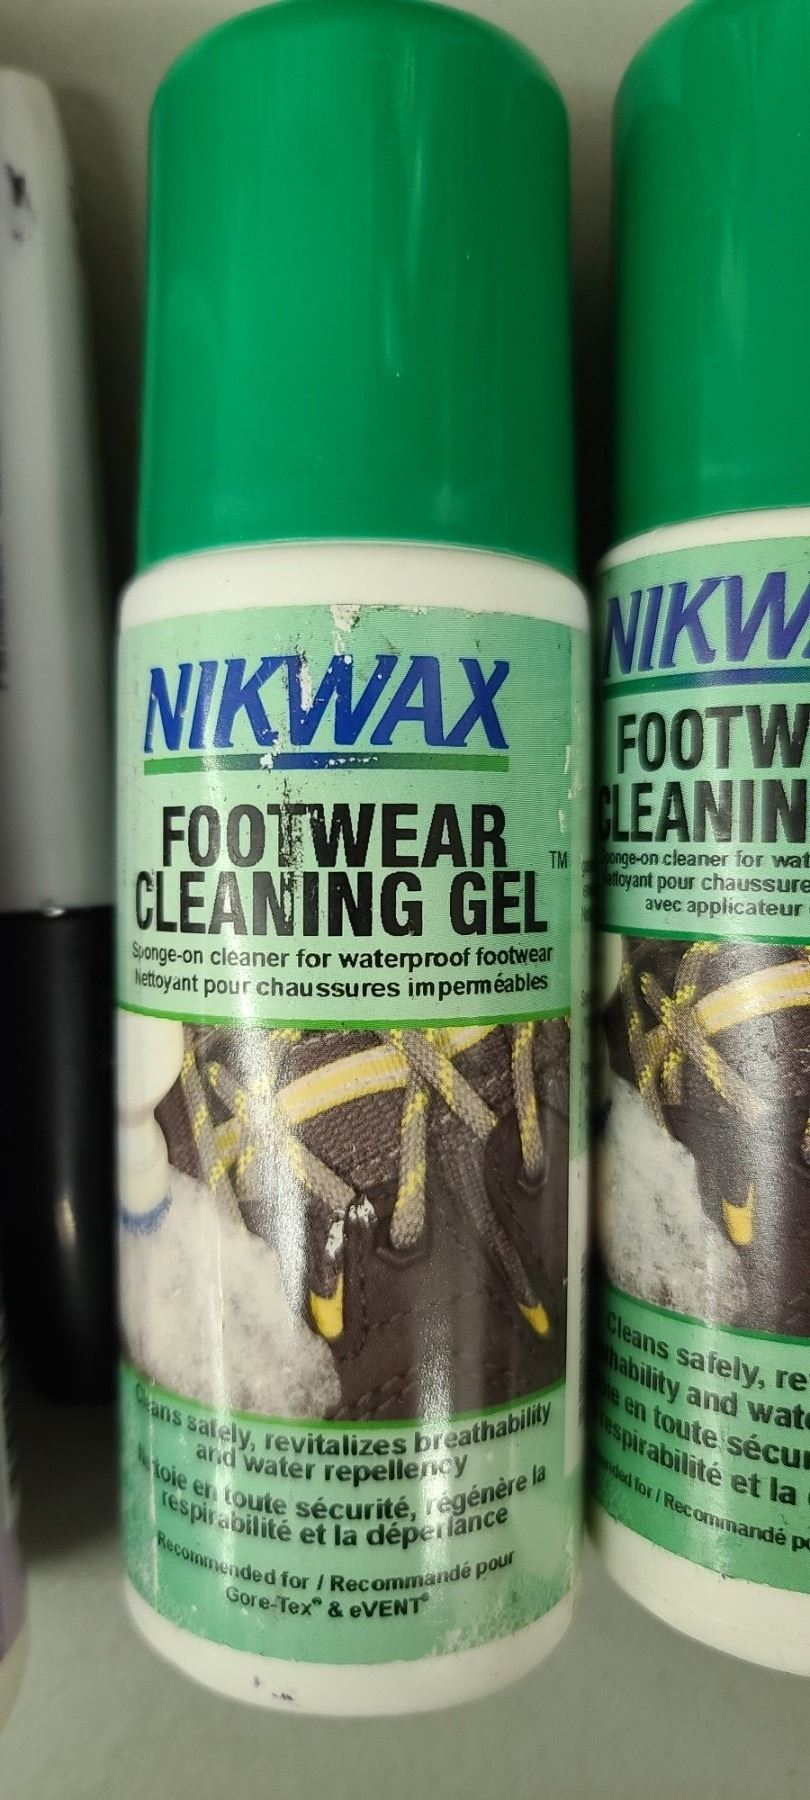 NIKWAX
FOOTWEAR
CLEANING GEL™
Sponge-on cleaner for waterproof footwear
Nettoyant pour chaussures imperméables
Cleans safely, revitalizes breathability
and water repellency
Nettoie en toute sécurité, régénère la
respirabilité et la déperlance
Recommended for / Recommandé pour
Gore-Tex® & eVENT®
NIKWA
FOOTW
CLEANIN
Sponge-on cleaner for wat
Nettoyant pour chaussure
avec applicateur
Cleans safely, re
thability and wat
ie en toute sécur
respirabilité et la
nded for / Recommandé po